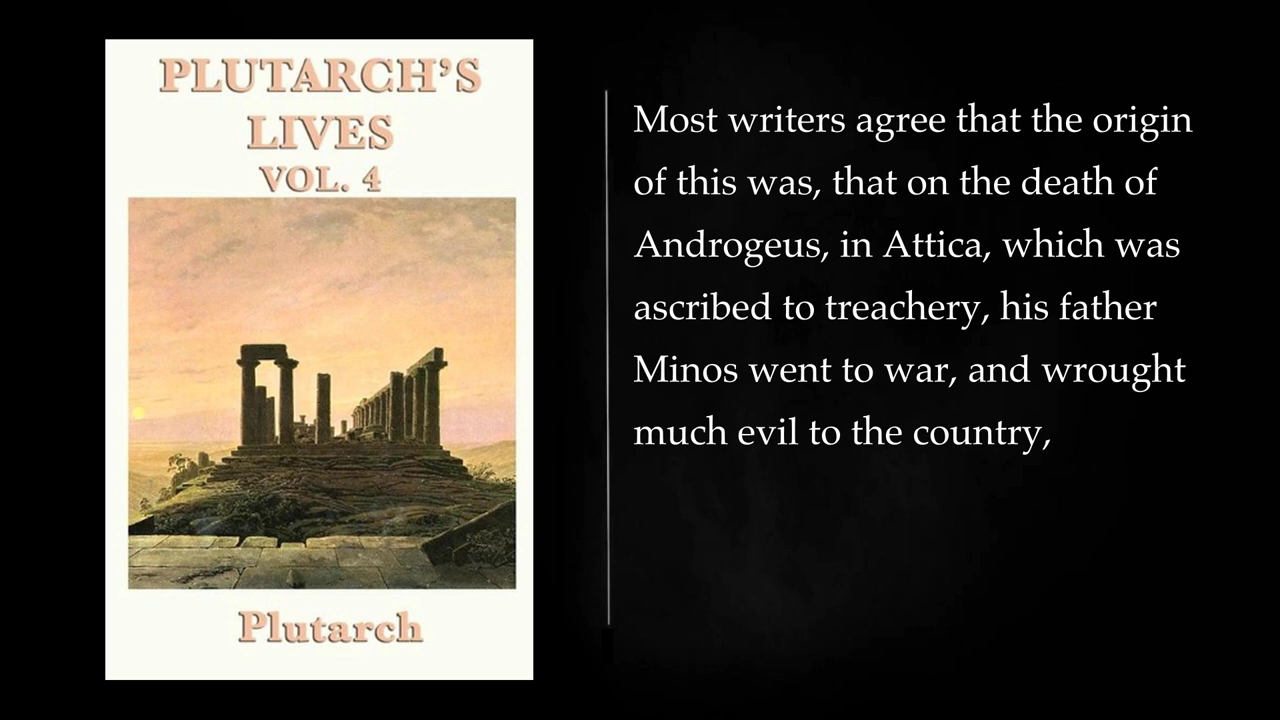 PLUTARCH'S
LIVES
VOL. 4
Plutarch
Most writers agree that the origin
of this was, that on the death of
Androgeus, in Attica, which was
ascribed to treachery, his father
Minos went to war, and wrought
much evil to the country,